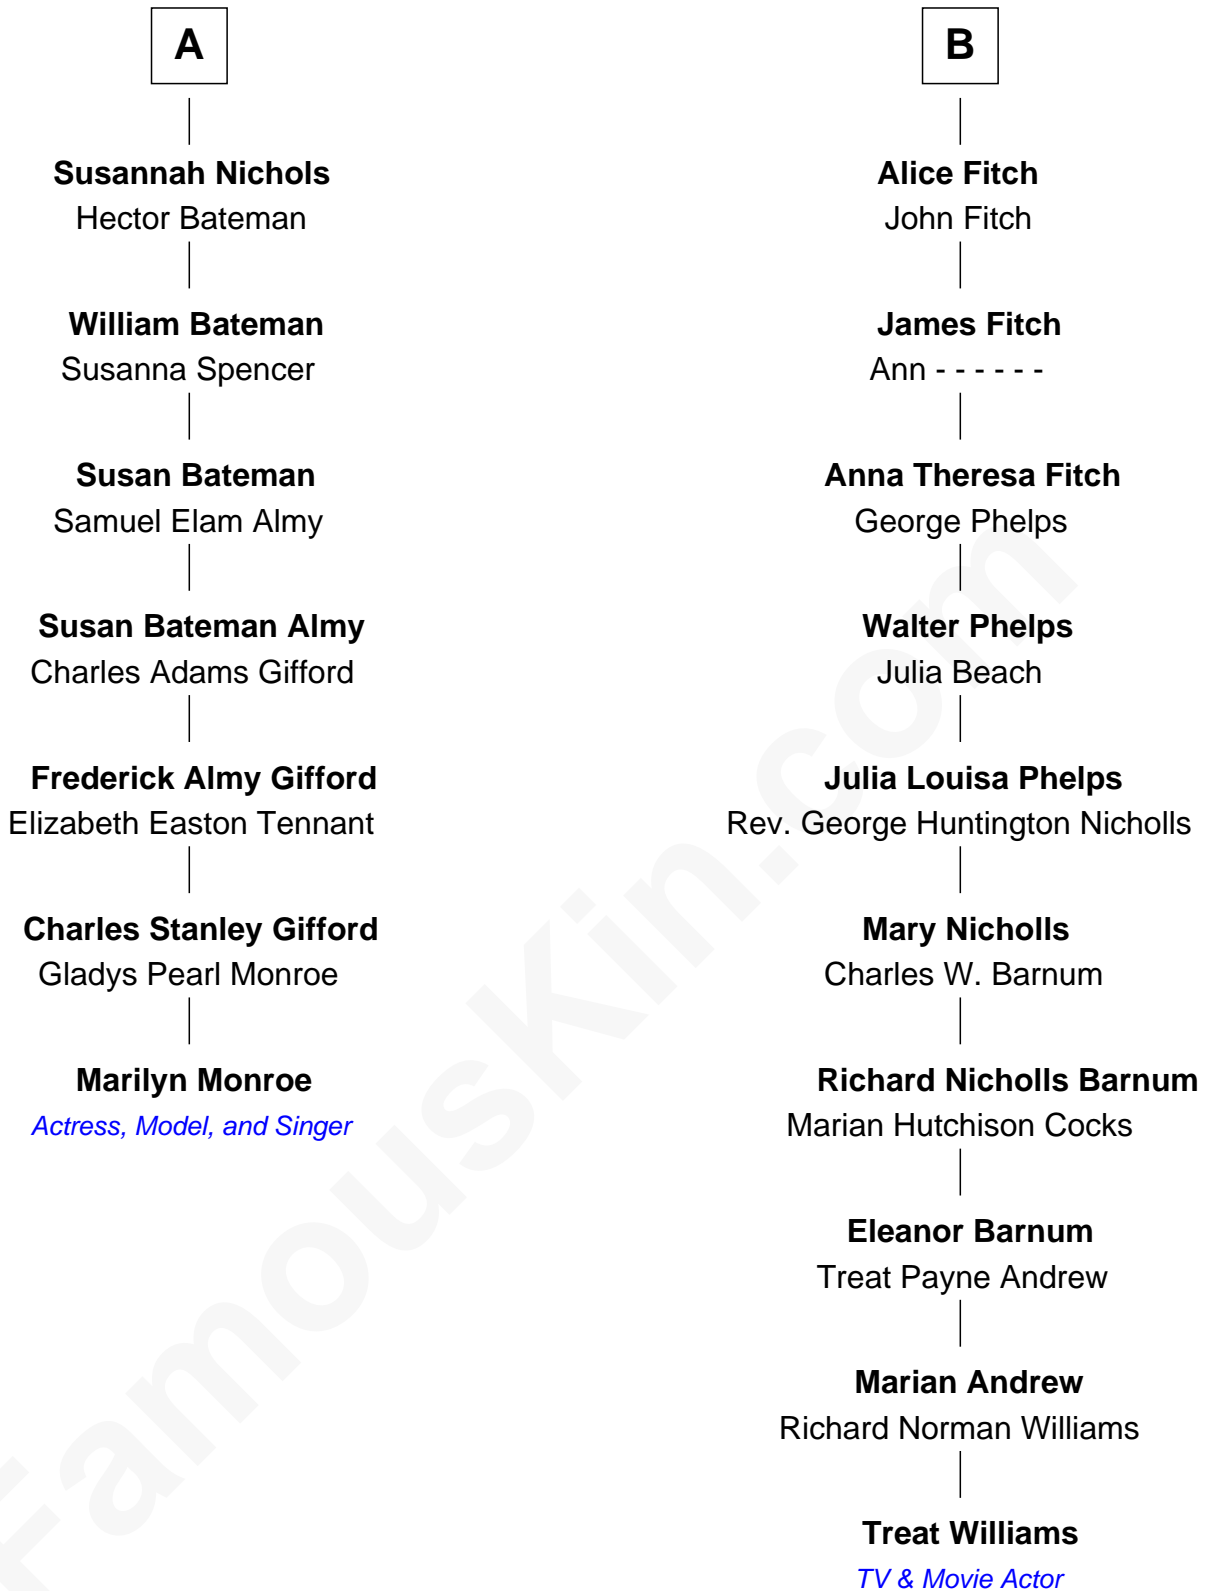 A
Susannah Nichols
Hector Bateman
William Bateman
Susanna Spencer
Susan Bateman
Samuel Elam Almy
Susan Bateman Almy
Charles Adams Gifford
Frederick Almy Gifford
Elizabeth Easton Tennant
Charles Stanley Gifford
Gladys Pearl Monroe
Marilyn Monroe
Actress, Model, and Singer
B
Alice Fitch
John Fitch
James Fitch
Ann - - - - - -
Anna Theresa Fitch
George Phelps
Walter Phelps
Julia Beach
Julia Louisa Phelps
Rev. George Huntington Nicholls
Mary Nicholls
Charles W. Barnum
Richard Nicholls Barnum
Marian Hutchison Cocks
Eleanor Barnum
Treat Payne Andrew
Marian Andrew
Richard Norman Williams
Treat Williams
TV & Movie Actor
FamousKin.com